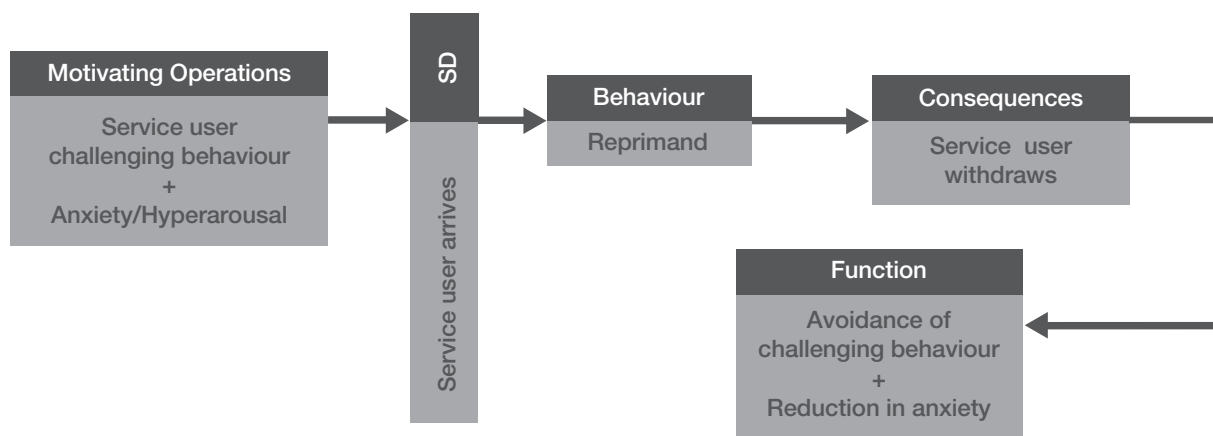 Motivating Operations
Service user
challenging behaviour
+
Anxiety/Hyperarousal
SD
Service user arrives
Behaviour
Reprimand
Consequences
Service user
withdraws
Function
Avoidance of
challenging behaviour
+
Reduction in anxiety